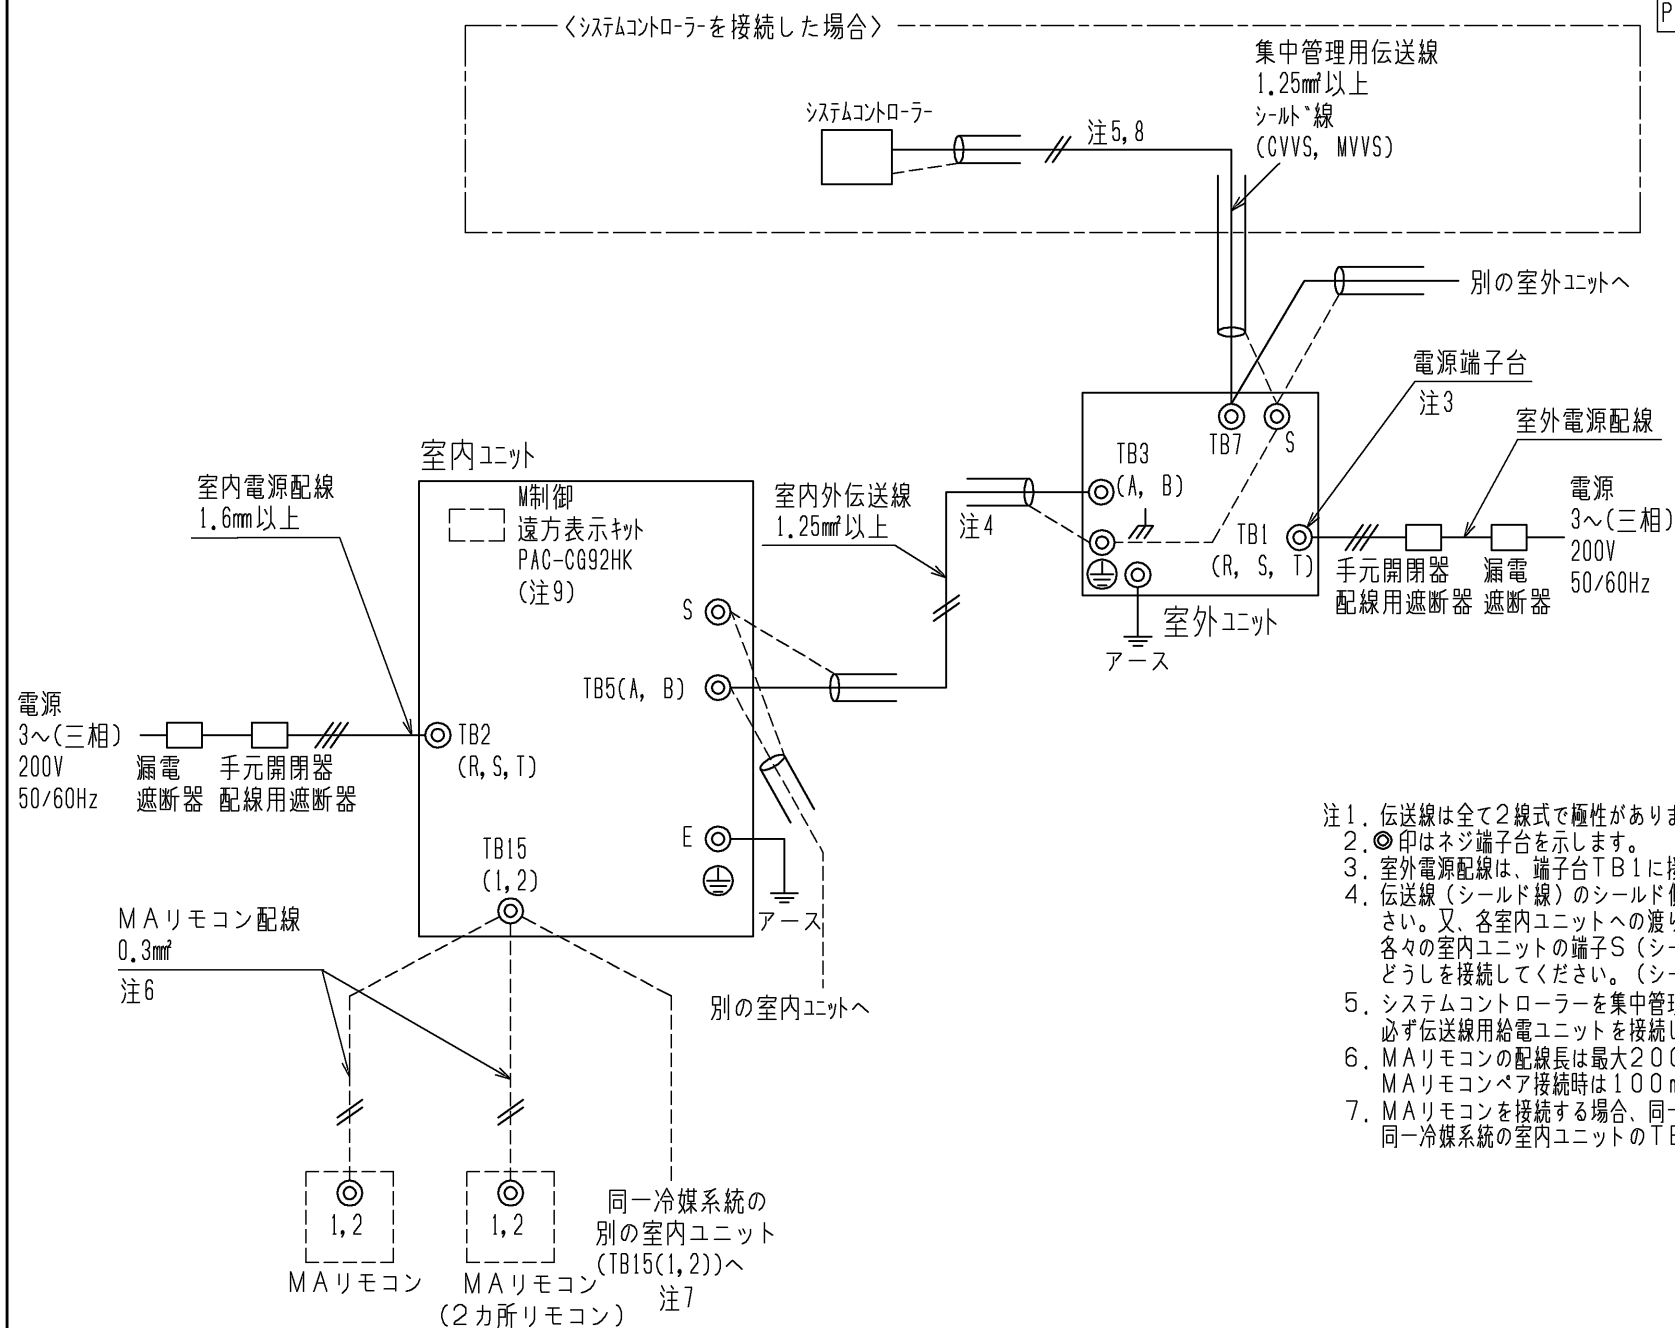 P
〈システムコントローラーを接続した場合〉
集中管理用伝送線
1.25㎟以上
シールド線
(CVVS, MVVS)
システムコントローラー
注5,8
別の室外ユニットへ
電源端子台
注3
室外電源配線
電源
3～(三相)
200V
50/60Hz
TB7
S
TB3
(A, B)
TB1
(R, S, T)
手元開閉器
配線用遮断器
漏電
遮断器
室外ユニット
アース
室内外伝送線
1.25㎟以上
注4
室内ユニット
M制御
遠方表示キット
PAC-CG92HK
(注9)
室内電源配線
1.6mm以上
S
TB5(A, B)
電源
3～(三相)
200V
50/60Hz
漏電
遮断器
手元開閉器
配線用遮断器
TB2
(R,S,T)
E
TB15
(1,2)
アース
MAリモコン配線
0.3㎟
注6
別の室内ユニットへ
1,2
MAリモコン
1,2
MAリモコン
(2カ所リモコン)
同一冷媒系統の
別の室内ユニット
(TB15(1,2))へ
注7
注1. 伝送線は全て2線式で極性がありま
2. ◎印はネジ端子台を示します。
3. 室外電源配線は、端子台TB1に接
4. 伝送線(シールド線)のシールド側
さい。又、各室内ユニットへの渡り
各々の室内ユニットの端子S(シー
どうしを接続してください。(シー
5. システムコントローラーを集中管理
必ず伝送線用給電ユニットを接続し
6. MAリモコンの配線長は最大200
MAリモコンペア接続時は100m
7. MAリモコンを接続する場合、同一
同一冷媒系統の室内ユニットのTB